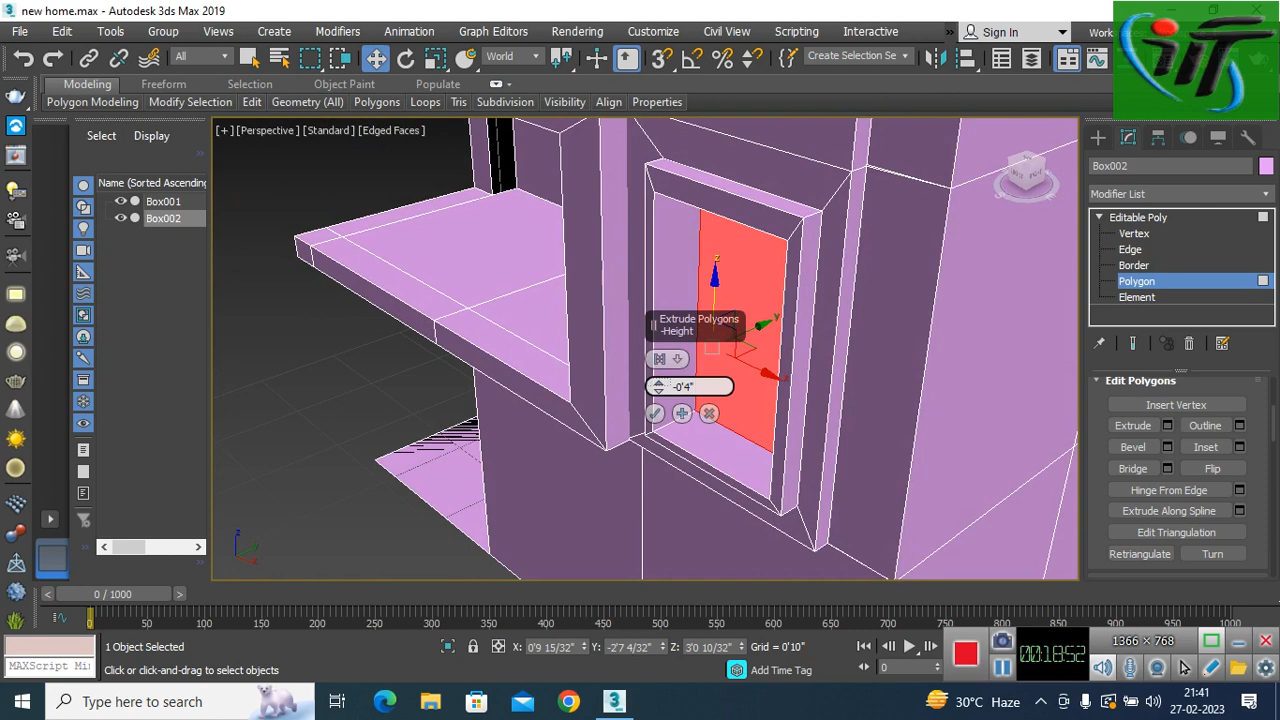 new home.max - Autodesk 3ds Max 2019
File Edit Tools Group Views Create Modifiers Animation Graph Editors Rendering Customize Civil View Scripting Interactive Sign In
All World Create Selection Se
Modeling Freeform Selection Object Paint Populate
Polygon Modeling Modify Selection Edit Geometry (All) Polygons Loops Tris Subdivision Visibility Align Properties
[+] [Perspective ] [Standard ] [Edged Faces ]
Select Display
Name (Sorted Ascending
Box001
Box002
Extrude Polygons
-Height
-0'4"
z
y
x
z
y
x
Box002
Modifier List
Editable Poly
Vertex
Edge
Border
Polygon
Element
Edit Polygons
Insert Vertex
Extrude Outline
Bevel Inset
Bridge Flip
Hinge From Edge
Extrude Along Spline
Edit Triangulation
Retriangulate Turn
0 / 1000
0 50 100 150 200 250 300 350 400 450 500 550 600 650 700 750 800 850 900 950 1000
1 Object Selected
X: 0'9 15/32" Y: -2'7 4/32" Z: 3'0 10/32" Grid = 0'10"
MAXScript Mi
Click or click-and-drag to select objects
Add Time Tag
0
1366 × 768
00:18:52
Type here to search
30°C Haze
21:41
27-02-2023